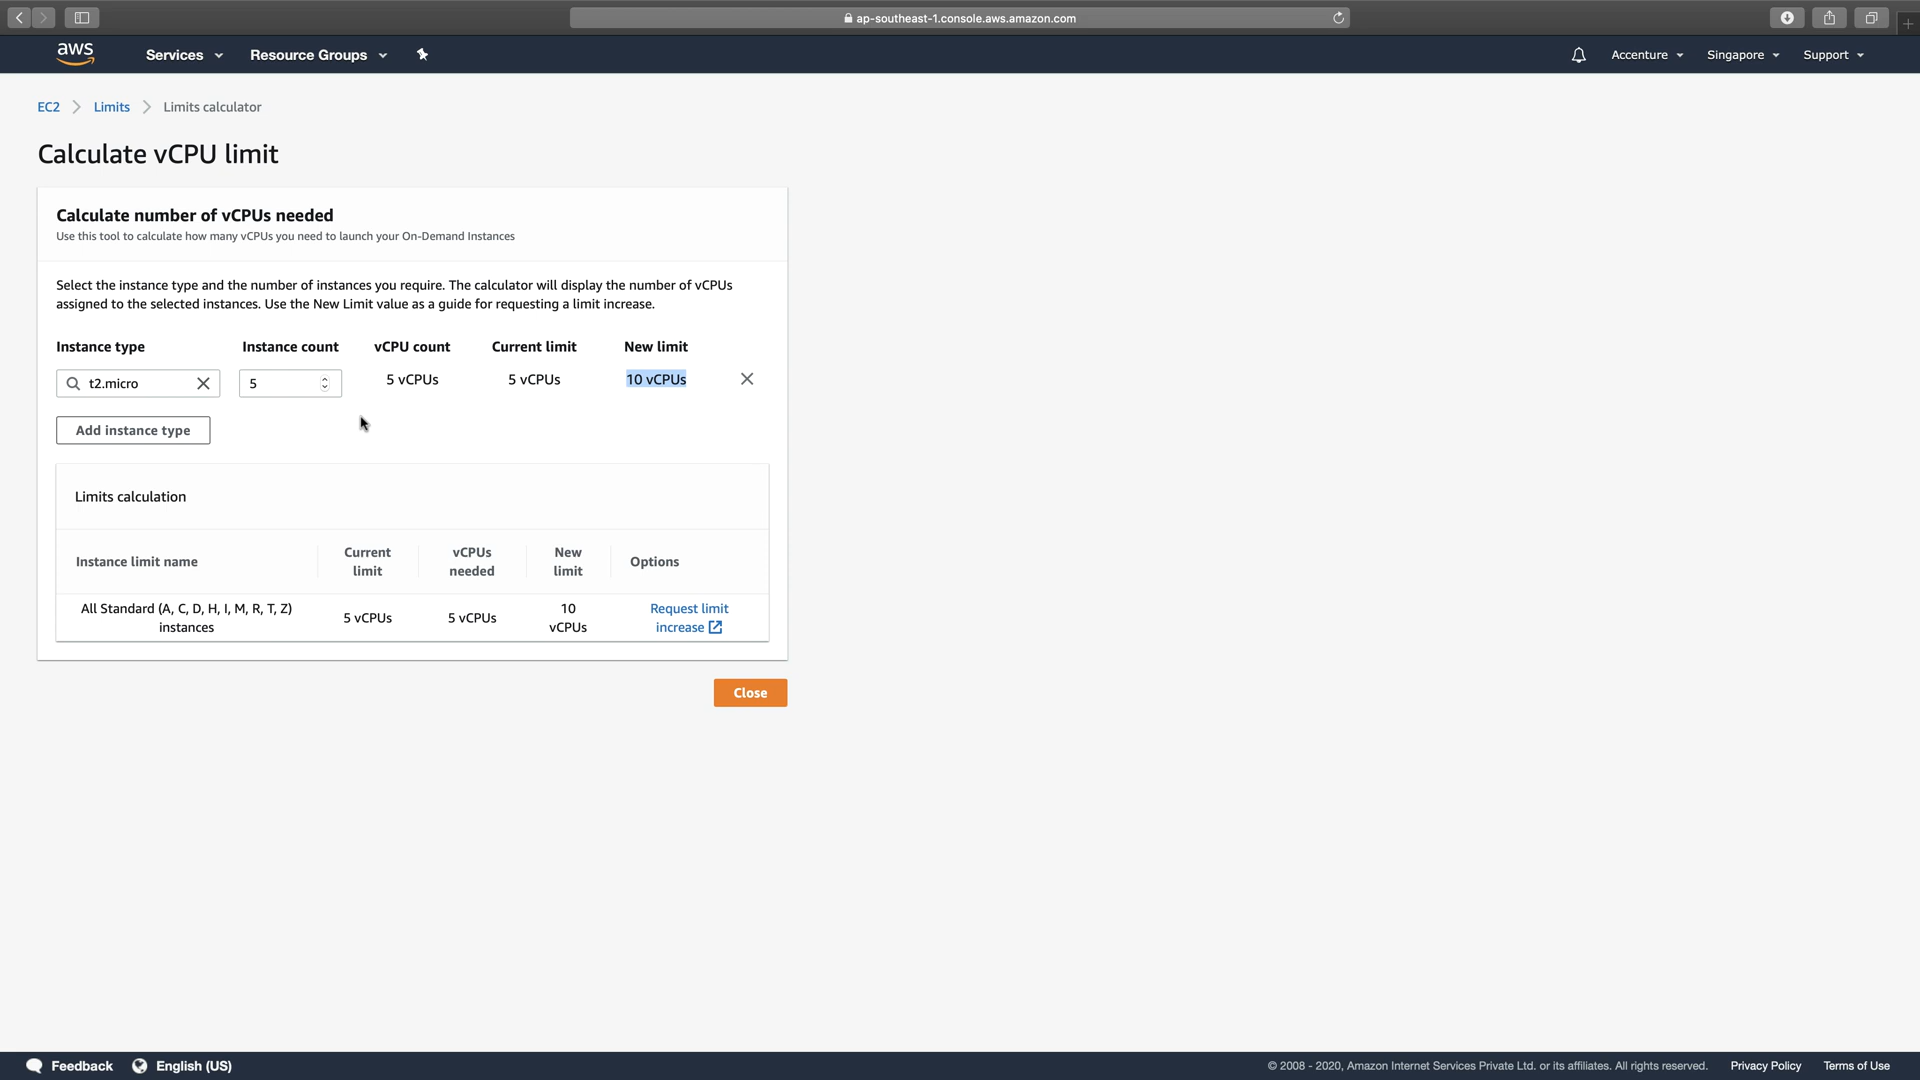 ap-southeast-1.console.aws.amazon.com
aws Services Resource Groups Accenture Singapore Support
EC2 Limits Limits calculator
Calculate vCPU limit
Calculate number of vCPUs needed
Use this tool to calculate how many vCPUs you need to launch your On-Demand Instances
Select the instance type and the number of instances you require. The calculator will display the number of vCPUs
assigned to the selected instances. Use the New Limit value as a guide for requesting a limit increase.
Instance type Instance count vCPU count Current limit New limit
t2.micro 5 5 vCPUs 5 vCPUs 10 vCPUs
Add instance type
Limits calculation
Instance limit name Current limit vCPUs needed New limit Options
All Standard (A, C, D, H, I, M, R, T, Z) instances 5 vCPUs 5 vCPUs 10 vCPUs Request limit increase
Close
Feedback English (US) © 2008 - 2020, Amazon Internet Services Private Ltd. or its affiliates. All rights reserved. Privacy Policy Terms of Use